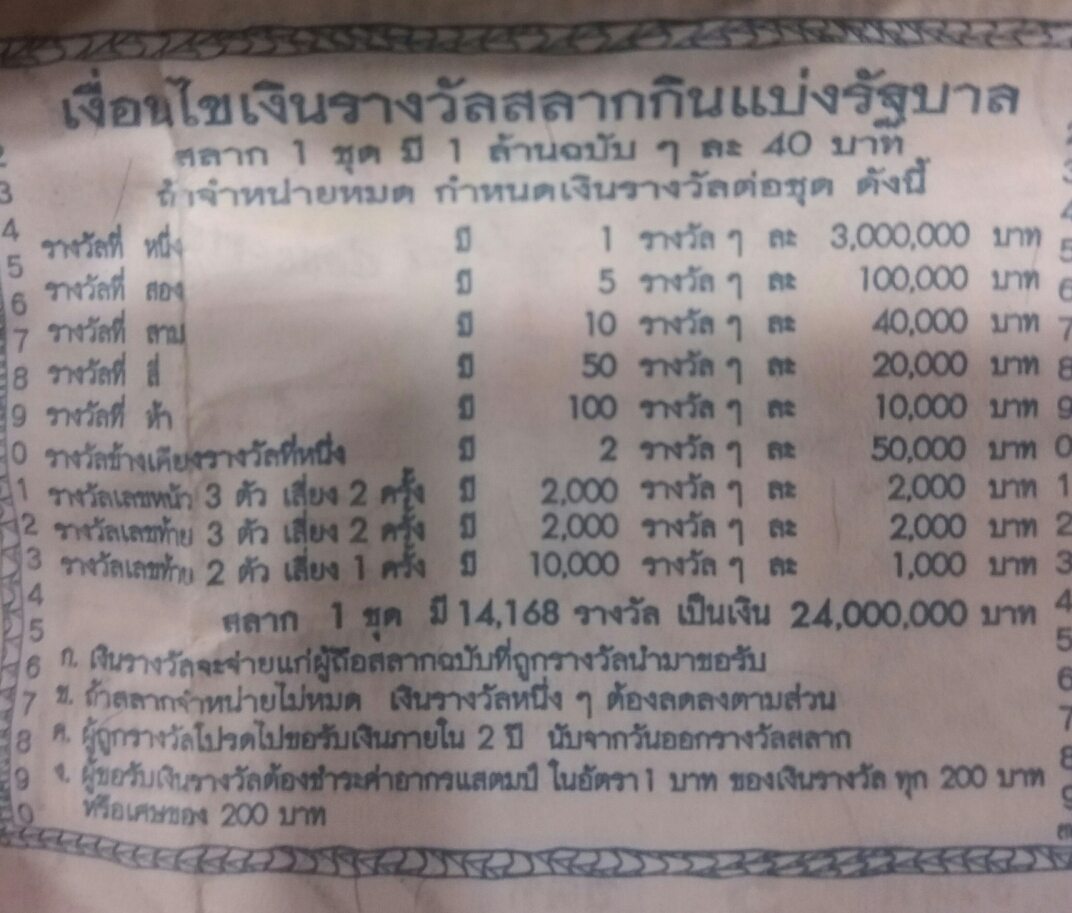 เงื่อนไขเงินรางวัลสลากกินแบ่งรัฐบาล
สลาก 1 ชุด มี 1 ล้านฉบับ ๆ ละ 40 บาท
ถ้าจำหน่ายหมด กำหนดเงินรางวัลต่อชุด ดังนี้
รางวัลที่ หนึ่ง มี 1 รางวัล ๆ ละ 3,000,000 บาท
รางวัลที่ สอง มี 5 รางวัล ๆ ละ 100,000 บาท
รางวัลที่ สาม มี 10 รางวัล ๆ ละ 40,000 บาท
รางวัลที่ สี่ มี 50 รางวัล ๆ ละ 20,000 บาท
รางวัลที่ ห้า มี 100 รางวัล ๆ ละ 10,000 บาท
รางวัลข้างเคียงรางวัลที่หนึ่ง มี 2 รางวัล ๆ ละ 50,000 บาท
รางวัลเลขหน้า 3 ตัว เสี่ยง 2 ครั้ง มี 2,000 รางวัล ๆ ละ 2,000 บาท
รางวัลเลขท้าย 3 ตัว เสี่ยง 2 ครั้ง มี 2,000 รางวัล ๆ ละ 2,000 บาท
รางวัลเลขท้าย 2 ตัว เสี่ยง 1 ครั้ง มี 10,000 รางวัล ๆ ละ 1,000 บาท
สลาก 1 ชุด มี 14,168 รางวัล เป็นเงิน 24,000,000 บาท
ก. เงินรางวัลจะจ่ายแก่ผู้ถือสลากฉบับที่ถูกรางวัลนำมาขอรับ
ข. ถ้าสลากจำหน่ายไม่หมด เงินรางวัลหนึ่ง ๆ ต้องลดลงตามส่วน
ค. ผู้ถูกรางวัลโปรดไปขอรับเงินภายใน 2 ปี นับจากวันออกรางวัลสลาก
ง. ผู้ขอรับเงินรางวัลต้องชำระค่าอากรแสตมป์ ในอัตรา 1 บาท ของเงินรางวัล ทุก 200 บาท
หรือเศษของ 200 บาท